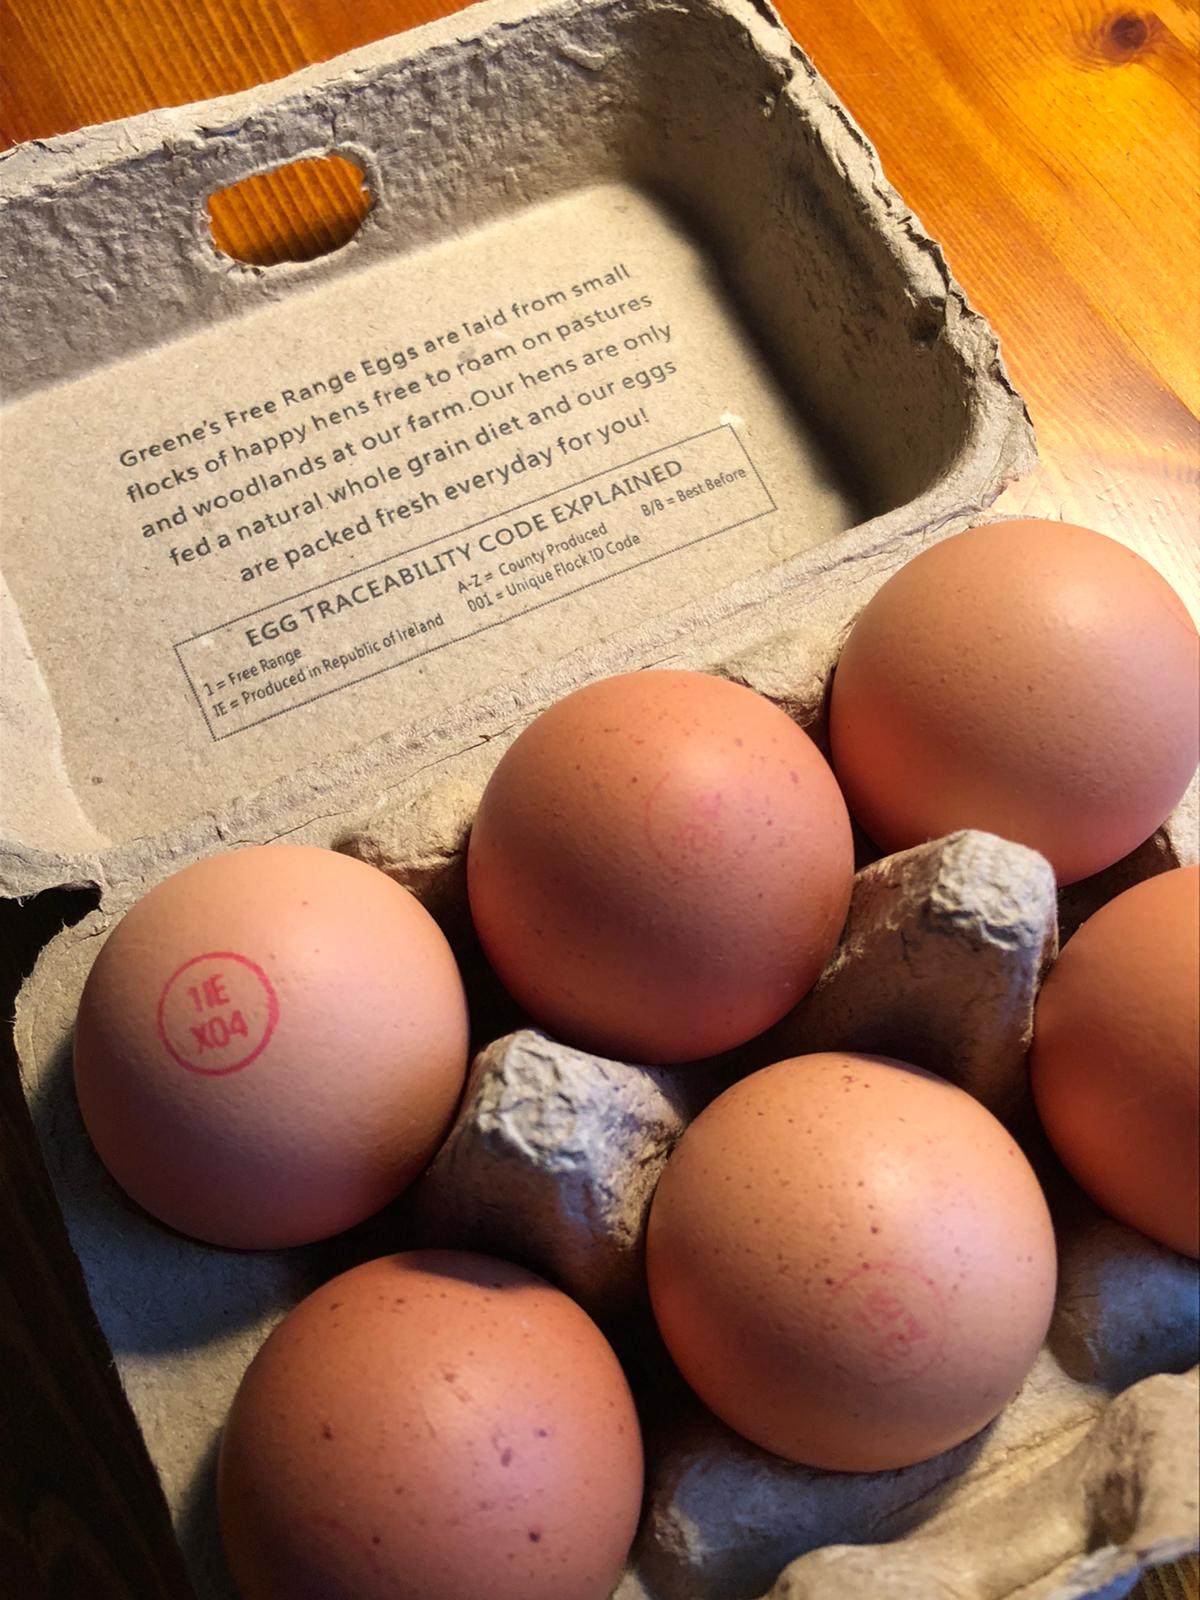 Greene's Free Range Eggs are laid from small
flocks of happy hens free to roam on pastures
and woodlands at our farm.Our hens are only
fed a natural whole grain diet and our eggs
are packed fresh everyday for you!
EGG TRACEABILITY CODE EXPLAINED
1 = Free Range A-Z = County Produced B/B = Best Before
IE = Produced in Republic of Ireland 001 = Unique Flock ID Code
1IE
X04